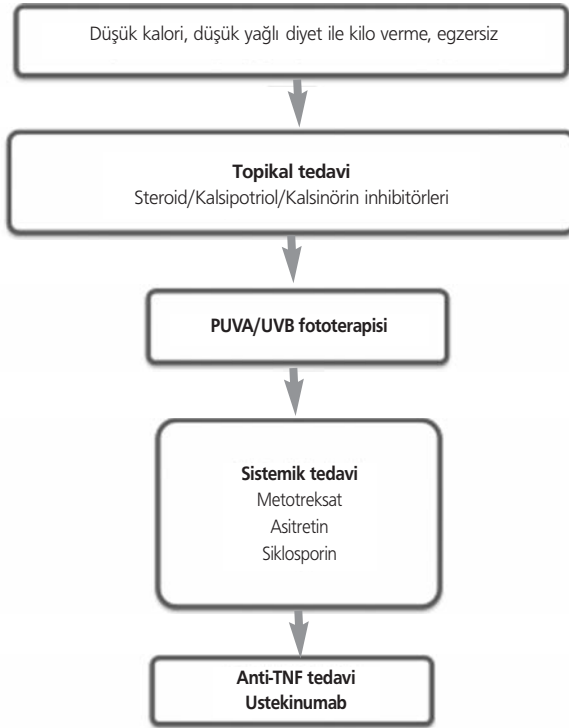 Düşük kalori, düşük yağlı diyet ile kilo verme, egzersiz
Topikal tedavi
Steroid/Kalsipotriol/Kalsinörin inhibitörleri
PUVA/UVB fototerapisi
Sistemik tedavi
Metotreksat
Asitretin
Siklosporin
Anti-TNF tedavi
Ustekinumab